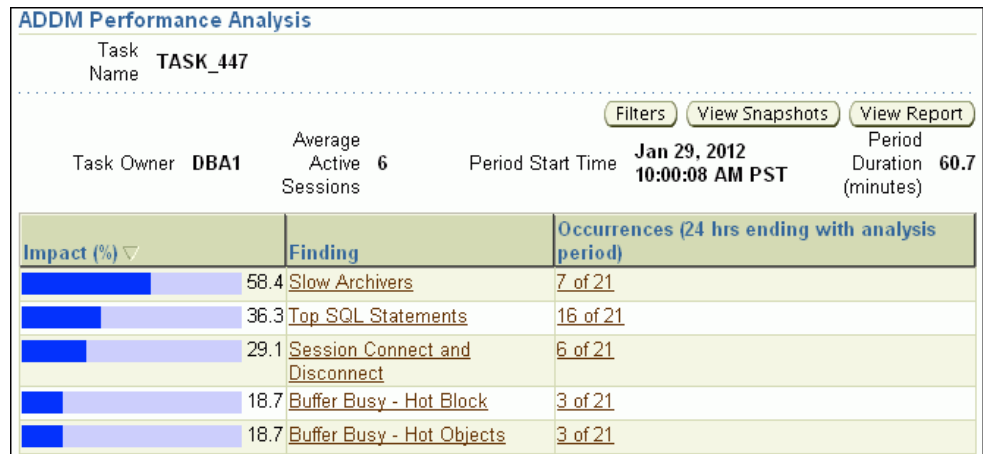 ADDM Performance Analysis
Task Name TASK_447
Filters View Snapshots View Report
Task Owner DBA1 Average Active Sessions 6 Period Start Time Jan 29, 2012 10:00:08 AM PST Period Duration (minutes) 60.7
Impact (%) Finding Occurrences (24 hrs ending with analysis period)
58.4 Slow Archivers 7 of 21
36.3 Top SQL Statements 16 of 21
29.1 Session Connect and Disconnect 6 of 21
18.7 Buffer Busy - Hot Block 3 of 21
18.7 Buffer Busy - Hot Objects 3 of 21